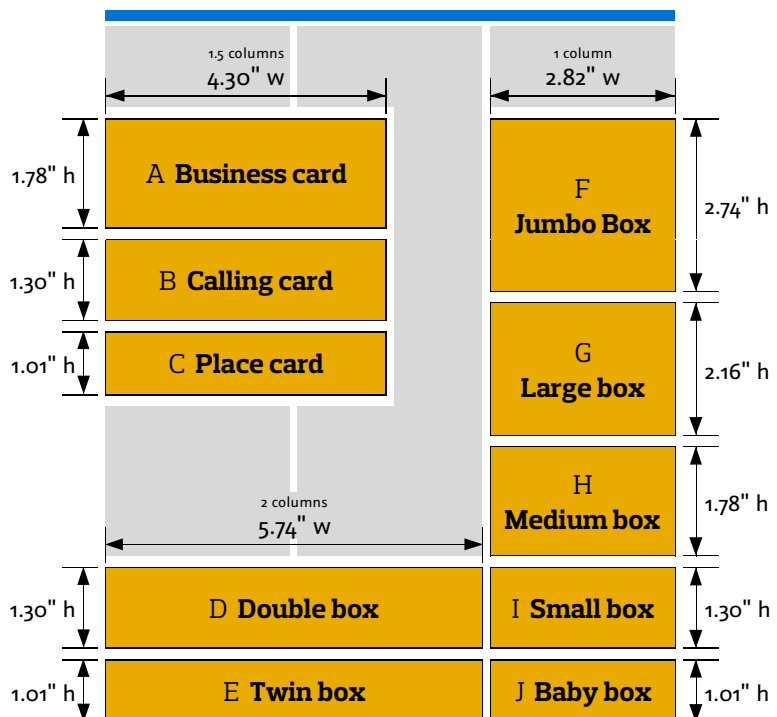 1.5 columns
4.30" w
1 column
2.82" w
1.78" h
A Business card
F
Jumbo Box
2.74" h
1.30" h
B Calling card
1.01" h
C Place card
G
Large box
2.16" h
H
Medium box
1.78" h
2 columns
5.74" w
1.30" h
D Double box
I Small box
1.30" h
1.01" h
E Twin box
J Baby box
1.01" h